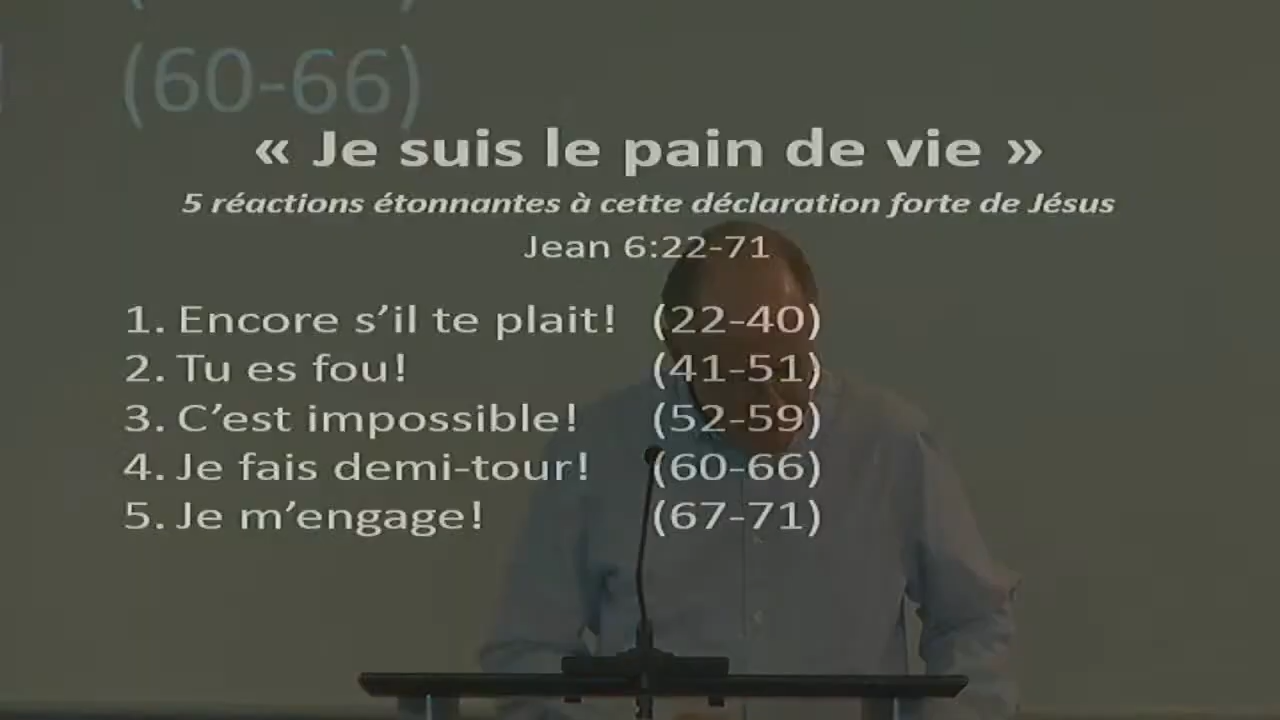 (60-66)
« Je suis le pain de vie »
5 réactions étonnantes à cette déclaration forte de Jésus
Jean 6:22-71
1. Encore s’il te plait! (22-40)
2. Tu es fou! (41-51)
3. C’est impossible! (52-59)
4. Je fais demi-tour! (60-66)
5. Je m’engage! (67-71)